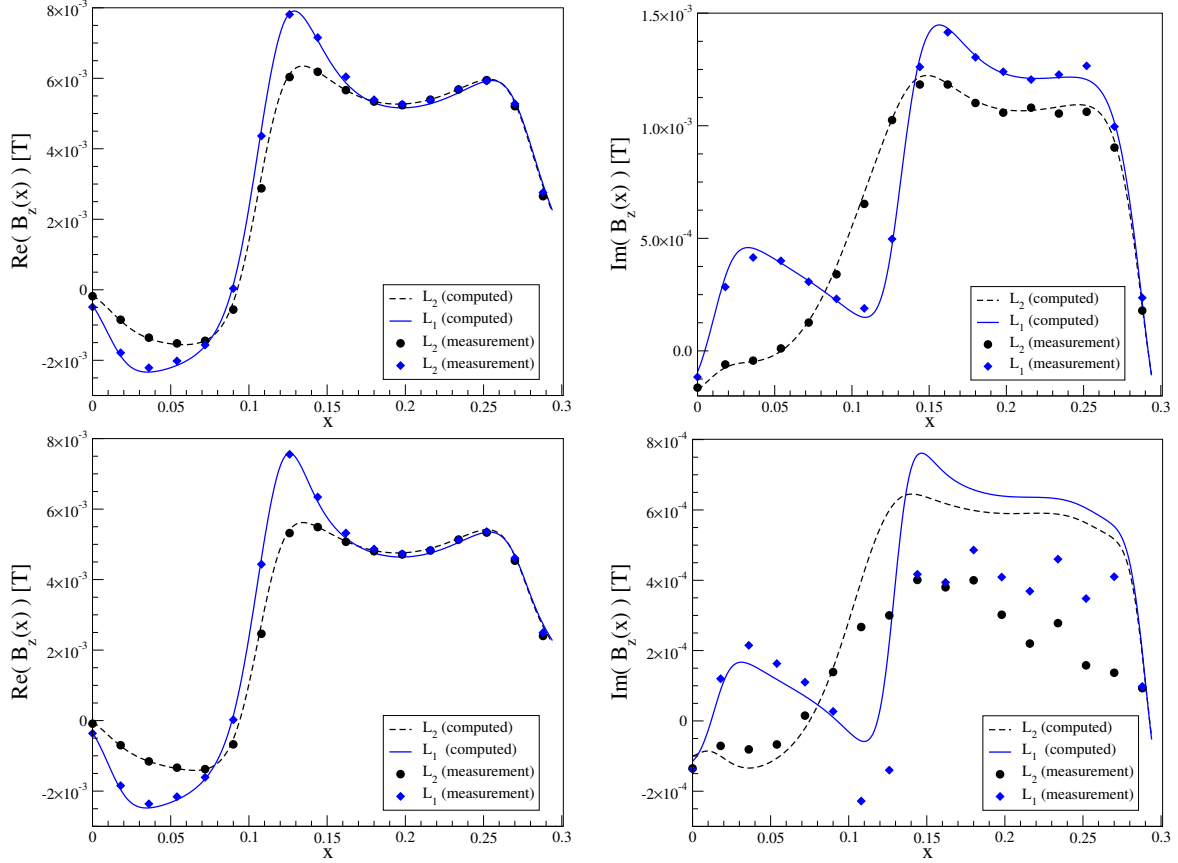 8×10⁻³
6×10⁻³
4×10⁻³
2×10⁻³
0
-2×10⁻³
Re( B_z(x) ) [T]
L₂ (computed)
L₁ (computed)
L₂ (measurement)
L₂ (measurement)
0 0.05 0.1 0.15 0.2 0.25 0.3
x
1.5×10⁻³
1.0×10⁻³
5.0×10⁻⁴
0.0
Im( B_z(x) ) [T]
L₂ (computed)
L₁ (computed)
L₂ (measurement)
L₁ (measurement)
0 0.05 0.1 0.15 0.2 0.25 0.3
x
8×10⁻³
6×10⁻³
4×10⁻³
2×10⁻³
0
-2×10⁻³
Re( B_z(x) ) [T]
L₂ (computed)
L₁ (computed)
L₂ (measurement)
L₁ (measurement)
0 0.05 0.1 0.15 0.2 0.25 0.3
x
8×10⁻⁴
6×10⁻⁴
4×10⁻⁴
2×10⁻⁴
0
-2×10⁻⁴
Im( B_z(x) ) [T]
L₂ (computed)
L₁ (computed)
L₂ (measurement)
L₁ (measurement)
0 0.05 0.1 0.15 0.2 0.25 0.3
x